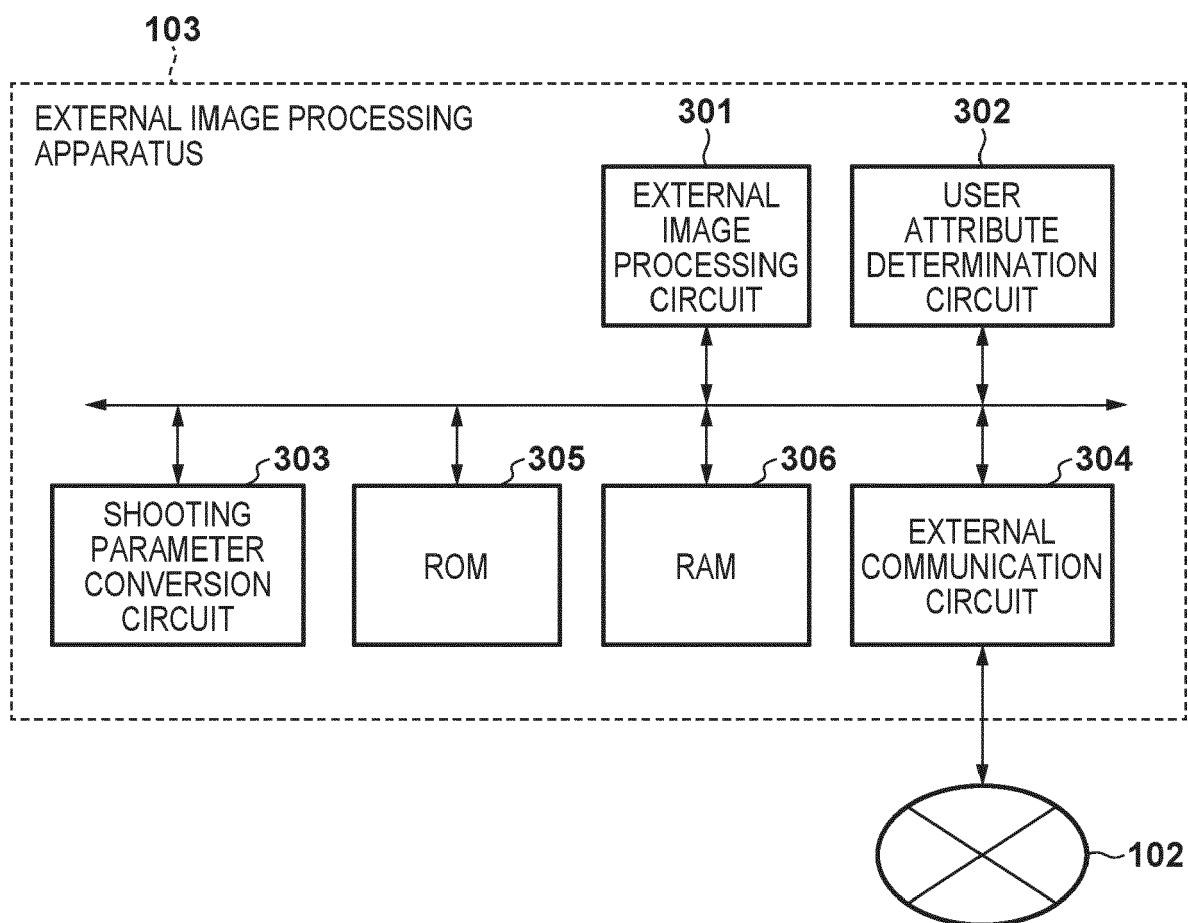 103
EXTERNAL IMAGE PROCESSING
APPARATUS
301
EXTERNAL
IMAGE
PROCESSING
CIRCUIT
302
USER
ATTRIBUTE
DETERMINATION
CIRCUIT
303
SHOOTING
PARAMETER
CONVERSION
CIRCUIT
305
ROM
306
RAM
304
EXTERNAL
COMMUNICATION
CIRCUIT
102